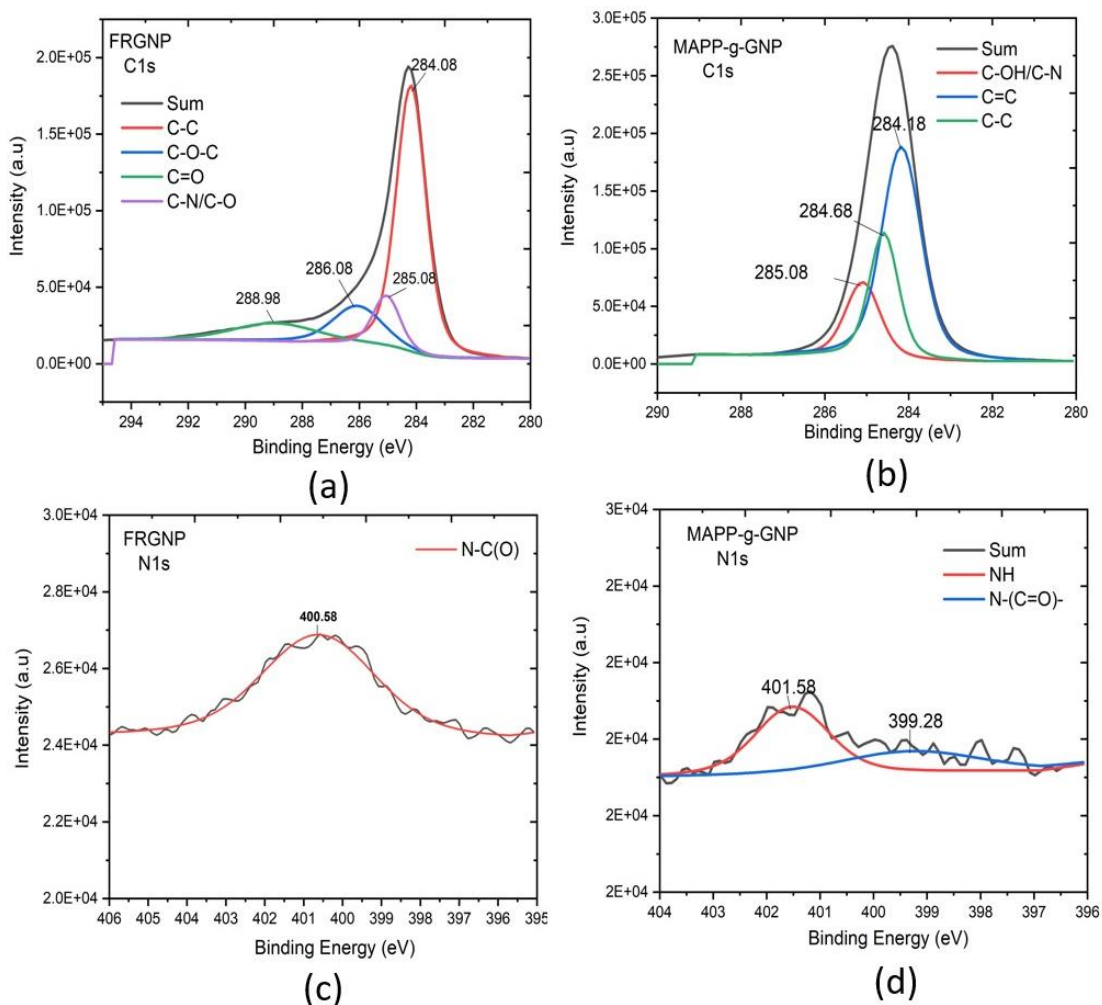 FRGNP
C1s
Sum
C-C
C-O-C
C=O
C-N/C-O
284.08
288.98
286.08
285.08
2.0E+05
1.5E+05
1.0E+05
5.0E+04
0.0E+00
Intensity (a.u)
294 292 290 288 286 284 282 280
Binding Energy (eV)
(a)
MAPP-g-GNP
C1s
Sum
C-OH/C-N
C=C
C-C
284.18
284.68
285.08
3.0E+05
2.5E+05
2.0E+05
1.5E+05
1.0E+05
5.0E+04
0.0E+00
Intensity (a.u)
290 288 286 284 282 280
Binding Energy (eV)
(b)
FRGNP
N1s
N-C(O)
400.58
3.0E+04
2.8E+04
2.6E+04
2.4E+04
2.2E+04
2.0E+04
Intensity (a.u)
406 405 404 403 402 401 400 399 398 397 396 395
Binding Energy (eV)
(c)
MAPP-g-GNP
N1s
Sum
NH
N-(C=O)-
401.58
399.28
3E+04
2E+04
2E+04
2E+04
2E+04
2E+04
Intensity (a.u)
404 403 402 401 400 399 398 397 396
Binding Energy (eV)
(d)